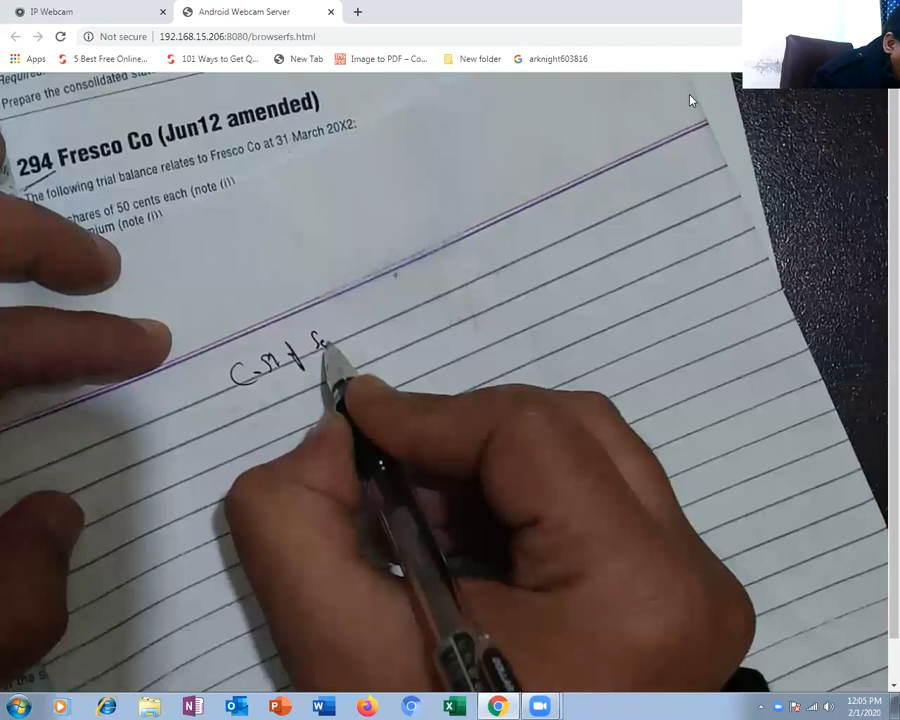 IP Webcam
Android Webcam Server
Not secure
192.168.15.206:8080/browserfs.html
Apps
5 Best Free Online...
101 Ways to Get Q...
New Tab
Image to PDF – Co...
New folder
arknight603816
Required:
Prepare the consolidated sta
294 Fresco Co (Jun12 amended)
The following trial balance relates to Fresco Co at 31 March 20X2:
shares of 50 cents each (note (i))
mium (note (i))
12:05 PM
2/1/2020